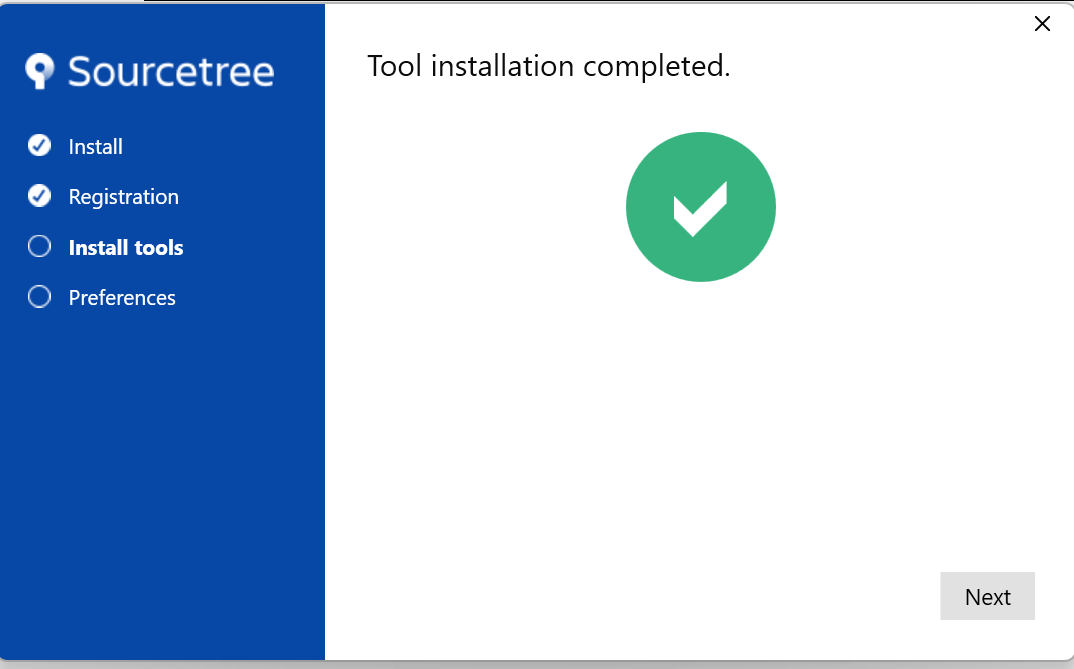 Sourcetree
Install
Registration
Install tools
Preferences
Tool installation completed.
Next